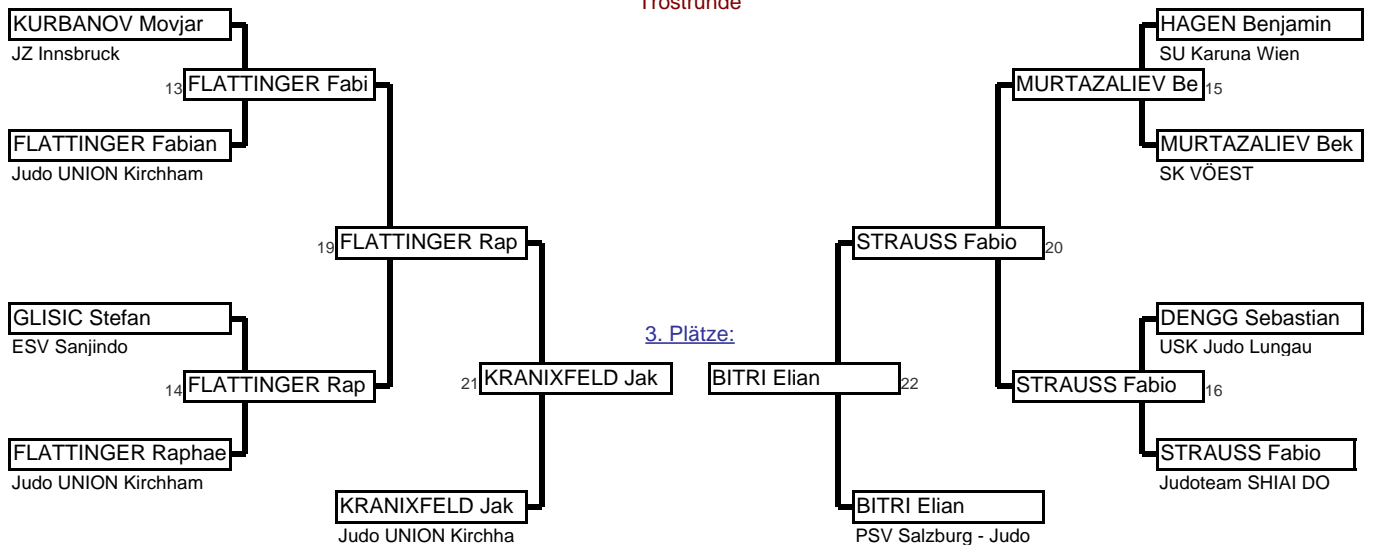 Trostrunde
KURBANOV Movjar
JZ Innsbruck
13 FLATTINGER Fabi
FLATTINGER Fabian
Judo UNION Kirchham
19 FLATTINGER Rap
GLISIC Stefan
ESV Sanjindo
14 FLATTINGER Rap
FLATTINGER Raphae
Judo UNION Kirchham
21 KRANIXFELD Jak
KRANIXFELD Jak
Judo UNION Kirchha
3. Plätze:
HAGEN Benjamin
SU Karuna Wien
MURTAZALIEV Be 15
MURTAZALIEV Bek
SK VÖEST
STRAUSS Fabio 20
DENGG Sebastian
USK Judo Lungau
STRAUSS Fabio 16
STRAUSS Fabio
Judoteam SHIAI DO
BITRI Elian 22
BITRI Elian
PSV Salzburg - Judo